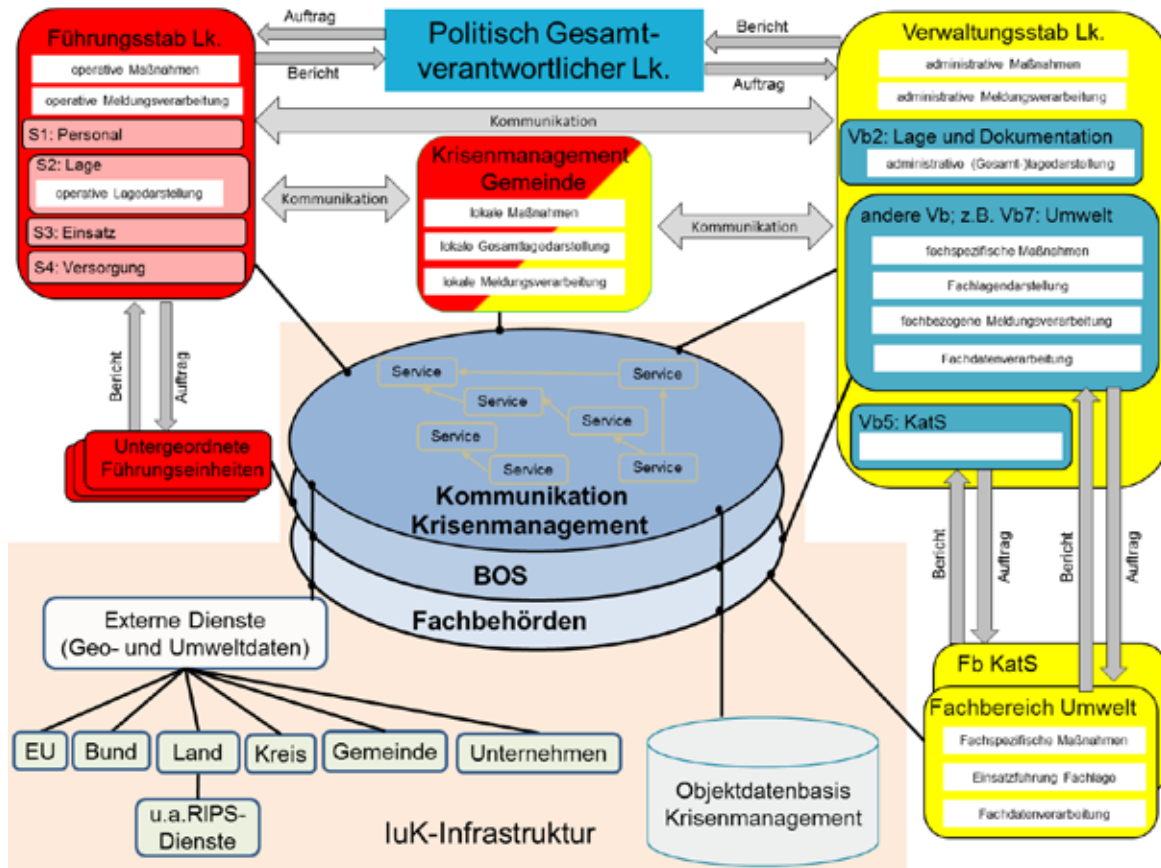 Führungsstab Lk.
operative Maßnahmen
operative Meldungsverarbeitung
S1: Personal
S2: Lage
operative Lagedarstellung
S3: Einsatz
S4: Versorgung
Auftrag
Bericht
Politisch Gesamt-
verantwortlicher Lk.
Bericht
Auftrag
Kommunikation
Kommunikation
Kommunikation
Krisenmanagement
Gemeinde
lokale Maßnahmen
lokale Gesamtlagedarstellung
lokale Meldungsverarbeitung
Verwaltungsstab Lk.
administrative Maßnahmen
administrative Meldungsverarbeitung
Vb2: Lage und Dokumentation
administrative (Gesamt-)lagedarstellung
andere Vb; z.B. Vb7: Umwelt
fachspezifische Maßnahmen
Fachlagendarstellung
fachbezogene Meldungsverarbeitung
Fachdatenverarbeitung
Vb5: KatS
Bericht
Auftrag
Untergeordnete
Führungseinheiten
Service
Service
Service
Service
Service
Service
Service
Kommunikation
Krisenmanagement
BOS
Fachbehörden
Bericht
Auftrag
Bericht
Auftrag
Fb KatS
Fachbereich Umwelt
Fachspezifische Maßnahmen
Einsatzführung Fachlage
Fachdatenverarbeitung
Externe Dienste
(Geo- und Umweltdaten)
EU
Bund
Land
Kreis
Gemeinde
Unternehmen
u.a.RIPS-
Dienste
IuK-Infrastruktur
Objektdatenbasis
Krisenmanagement